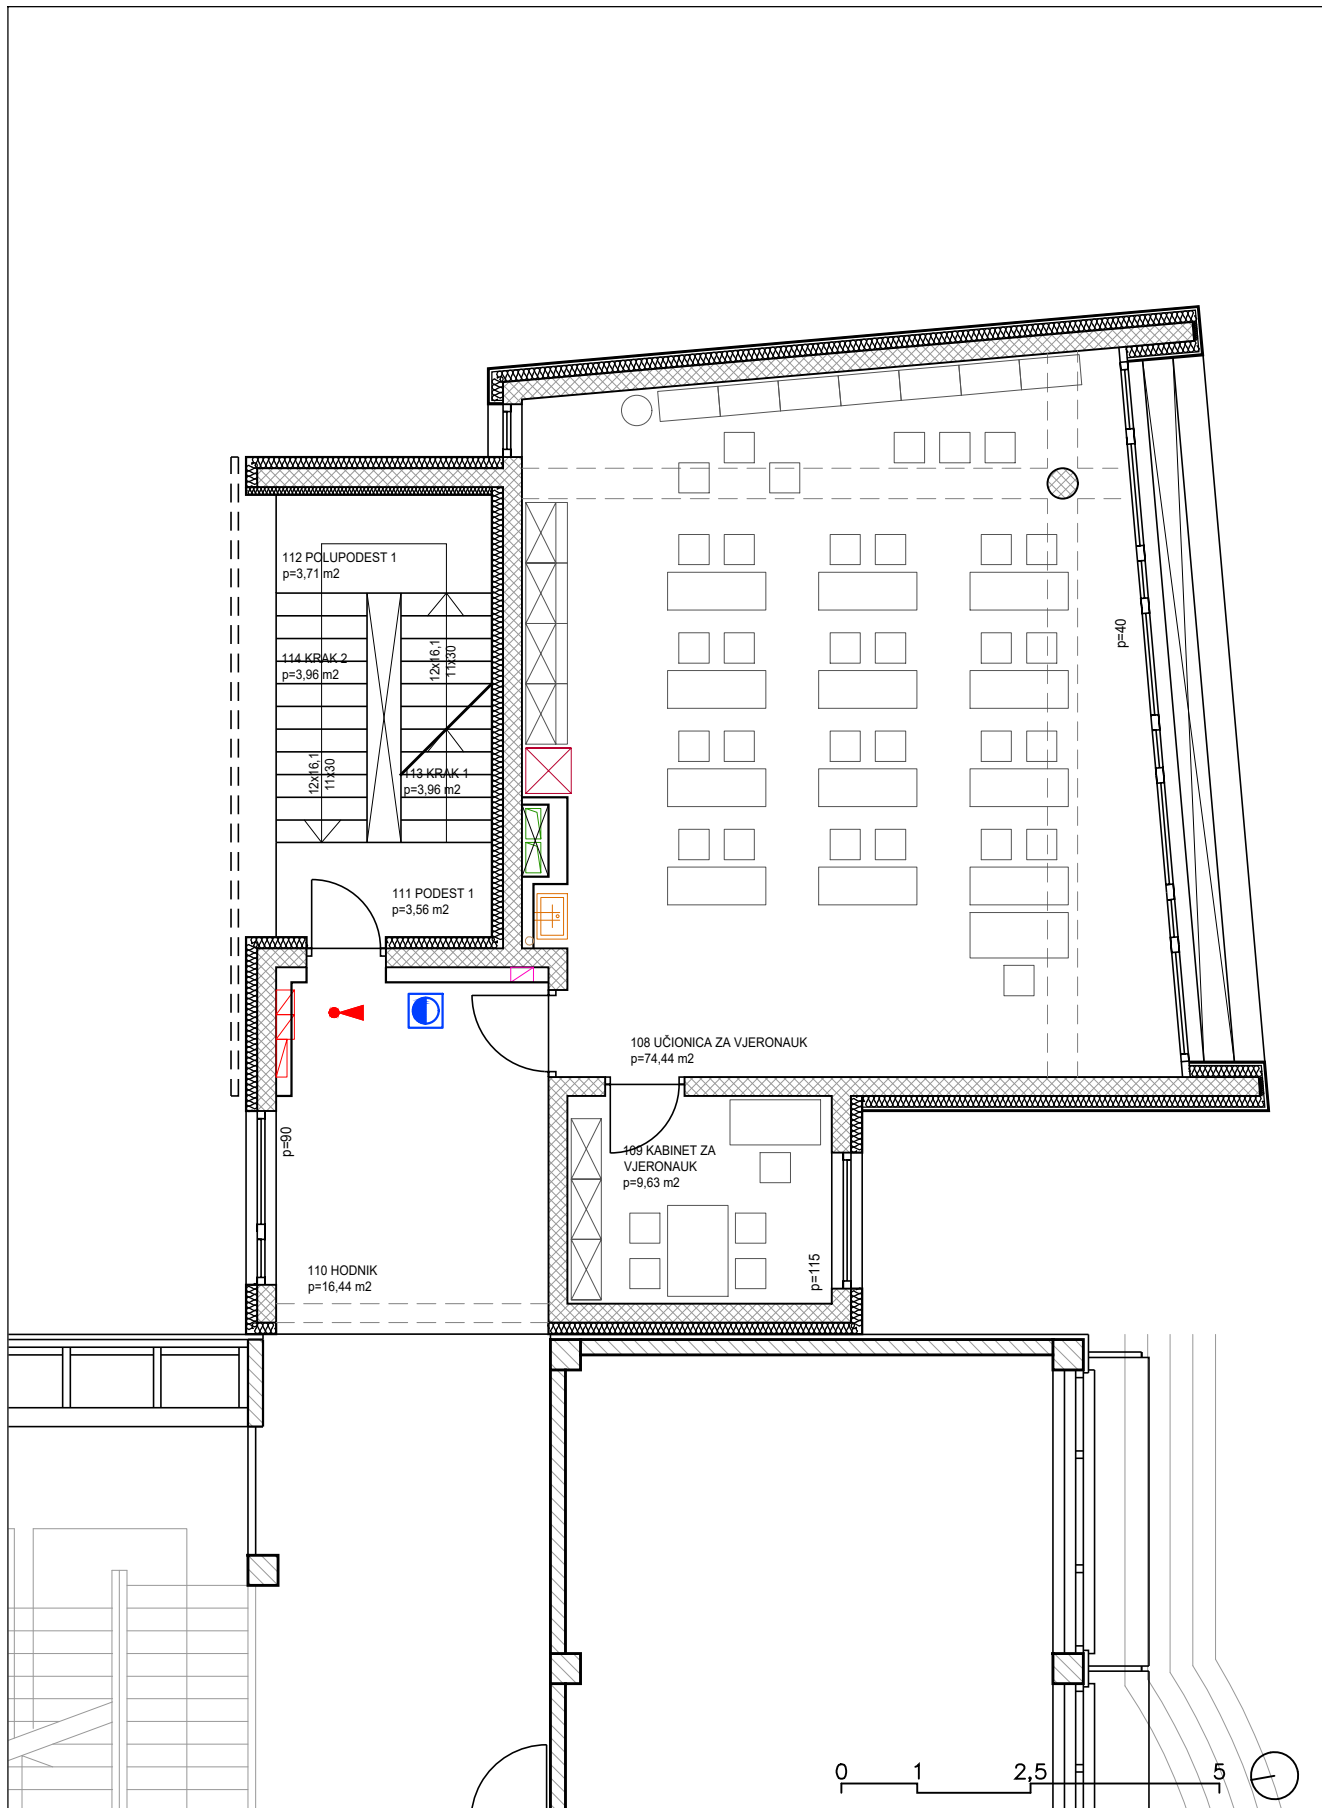 112 POLUPODEST 1
p=3,71 m2
114 KRAK 2
p=3,96 m2
12x16,1
11x30
12x16,1
11x30
113 KRAK 1
p=3,96 m2
111 PODEST 1
p=3,56 m2
p=40
108 UČIONICA ZA VJERONAUK
p=74,44 m2
p=90
109 KABINET ZA
VJERONAUK
p=9,63 m2
p=115
110 HODNIK
p=16,44 m2
0 1 2,5 5